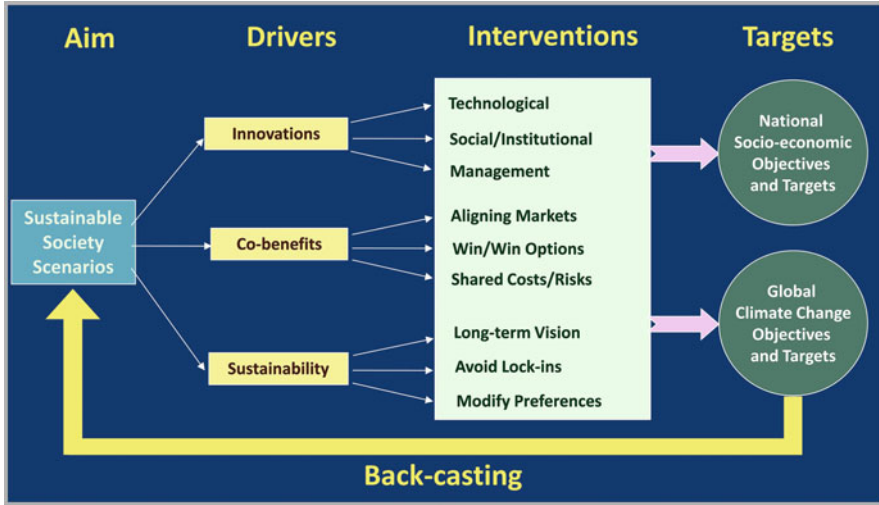 Aim
Drivers
Interventions
Targets
Sustainable
Society
Scenarios
Innovations
Co-benefits
Sustainability
Technological
Social/Institutional
Management
Aligning Markets
Win/Win Options
Shared Costs/Risks
Long-term Vision
Avoid Lock-ins
Modify Preferences
National
Socio-economic
Objectives
and Targets
Global
Climate Change
Objectives
and Targets
Back-casting